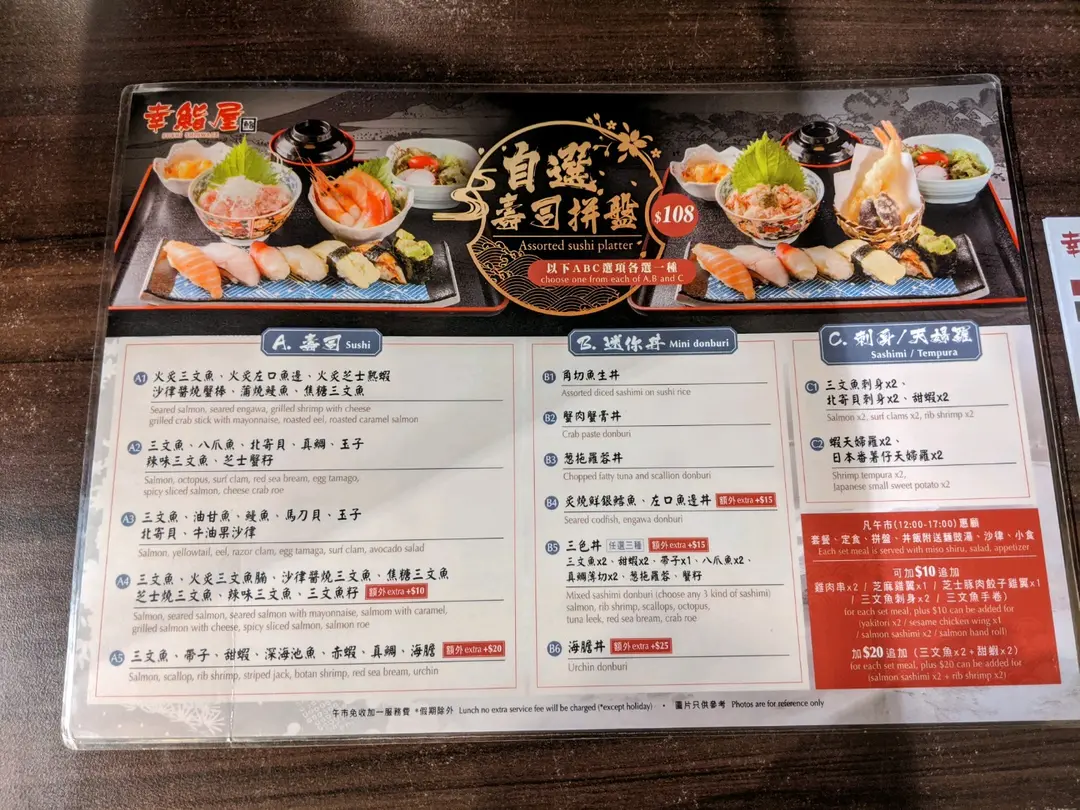 幸鮨屋
自選
壽司拼盤
$108
Assorted sushi platter
以下ABC選項各選一種
choose one from each of A,B and C
A. 壽司 Sushi
A1 火炙三文魚、火炙左口魚邊、火炙芝士熟蝦
沙律醬燒蟹棒、蒲燒鰻魚、焦糖三文魚
Seared salmon, seared engawa, grilled shrimp with cheese
grilled crab stick with mayonnaise, roasted eel, roasted caramel salmon
A2 三文魚、八爪魚、北寄貝、真鯛、玉子
辣味三文魚、芝士蟹籽
Salmon, octopus, surf clam, red sea bream, egg tamago,
spicy sliced salmon, cheese crab roe
A3 三文魚、油甘魚、鰻魚、馬刀貝、玉子
北寄貝、牛油果沙律
Salmon, yellowtail, eel, razor clam, egg tamaga, surf clam, avocado salad
A4 三文魚、火炙三文魚腩、沙律醬燒三文魚、焦糖三文魚
芝士燒三文魚、辣味三文魚、三文魚籽 額外extra +$10
Salmon, seared salmon, seared salmon with mayonnaise, salmom with caramel,
grilled salmon with cheese, spicy sliced salmon, salmon roe
A5 三文魚、帶子、甜蝦、深海池魚、赤蝦、真鯛、海膽 額外extra +$20
Salmon, scallop, rib shrimp, striped jack, botan shrimp, red sea bream, urchin
B. 迷你丼 Mini donburi
B1 角切魚生丼
Assorted diced sashimi on sushi rice
B2 蟹肉蟹膏丼
Crab paste donburi
B3 葱拖羅蓉丼
Chopped fatty tuna and scallion donburi
B4 炙燒鮮銀鱈魚、左口魚邊丼 額外extra +$15
Seared codfish, engawa donburi
B5 三色丼 任選三種 額外extra +$15
三文魚x2、甜蝦x2、帶子x1、八爪魚x2、
真鯛薄切x2、葱拖羅蓉、蟹籽
Mixed sashimi donburi (choose any 3 kind of sashimi)
salmon, rib shrimp, scallops, octopus,
tuna leek, red sea bream, crab roe
B6 海膽丼 額外extra +$25
Urchin donburi
C. 刺身/天婦羅
Sashimi / Tempura
C1 三文魚刺身x2、
北寄貝刺身x2、甜蝦x2
Salmon x2, surf clams x2, rib shrimp x2
C2 蝦天婦羅x2、
日本番薯仔天婦羅x2
Shrimp tempura x2,
Japanese small sweet potato x2
凡午市(12:00-17:00)惠顧
套餐、定食、拼盤、丼飯附送麵豉湯、沙律、小食
Each set meal is served with miso shiru, salad, appetizer
可加$10追加
雞肉串x2 / 芝麻雞翼x1 / 芝士豚肉餃子雞翼x1
/ 三文魚刺身x2 / 三文魚手卷)
for each set meal, plus $10 can be added for
(yakitori x2 / sesame chicken wing x1
/ salmon sashimi x2 / salmon hand roll)
加$20追加 (三文魚x2+甜蝦x2)
for each set meal, plus $20 can be added for
(salmon sashimi x2 + rib shrimp x2)
午市免收加一服務費 *假期除外 Lunch no extra service fee will be charged (*except holiday) ・ 圖片只供參考 Photos are for reference only